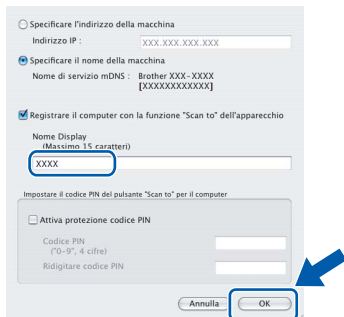 Specificare l'indirizzo della macchina
Indirizzo IP :
XXX.XXX.XXX.XXX
Specificare il nome della macchina
Nome di servizio mDNS : Brother XXX-XXXX
[XXXXXXXXXXXX]
Registrare il computer con la funzione "Scan to" dell'apparecchio
Nome Display
(Massimo 15 caratteri)
XXXX
Impostare il codice PIN del pulsante "Scan to" per il computer
Attiva protezione codice PIN
Codice PIN
("0-9", 4 cifre)
Ridigitare codice PIN
Annulla
OK